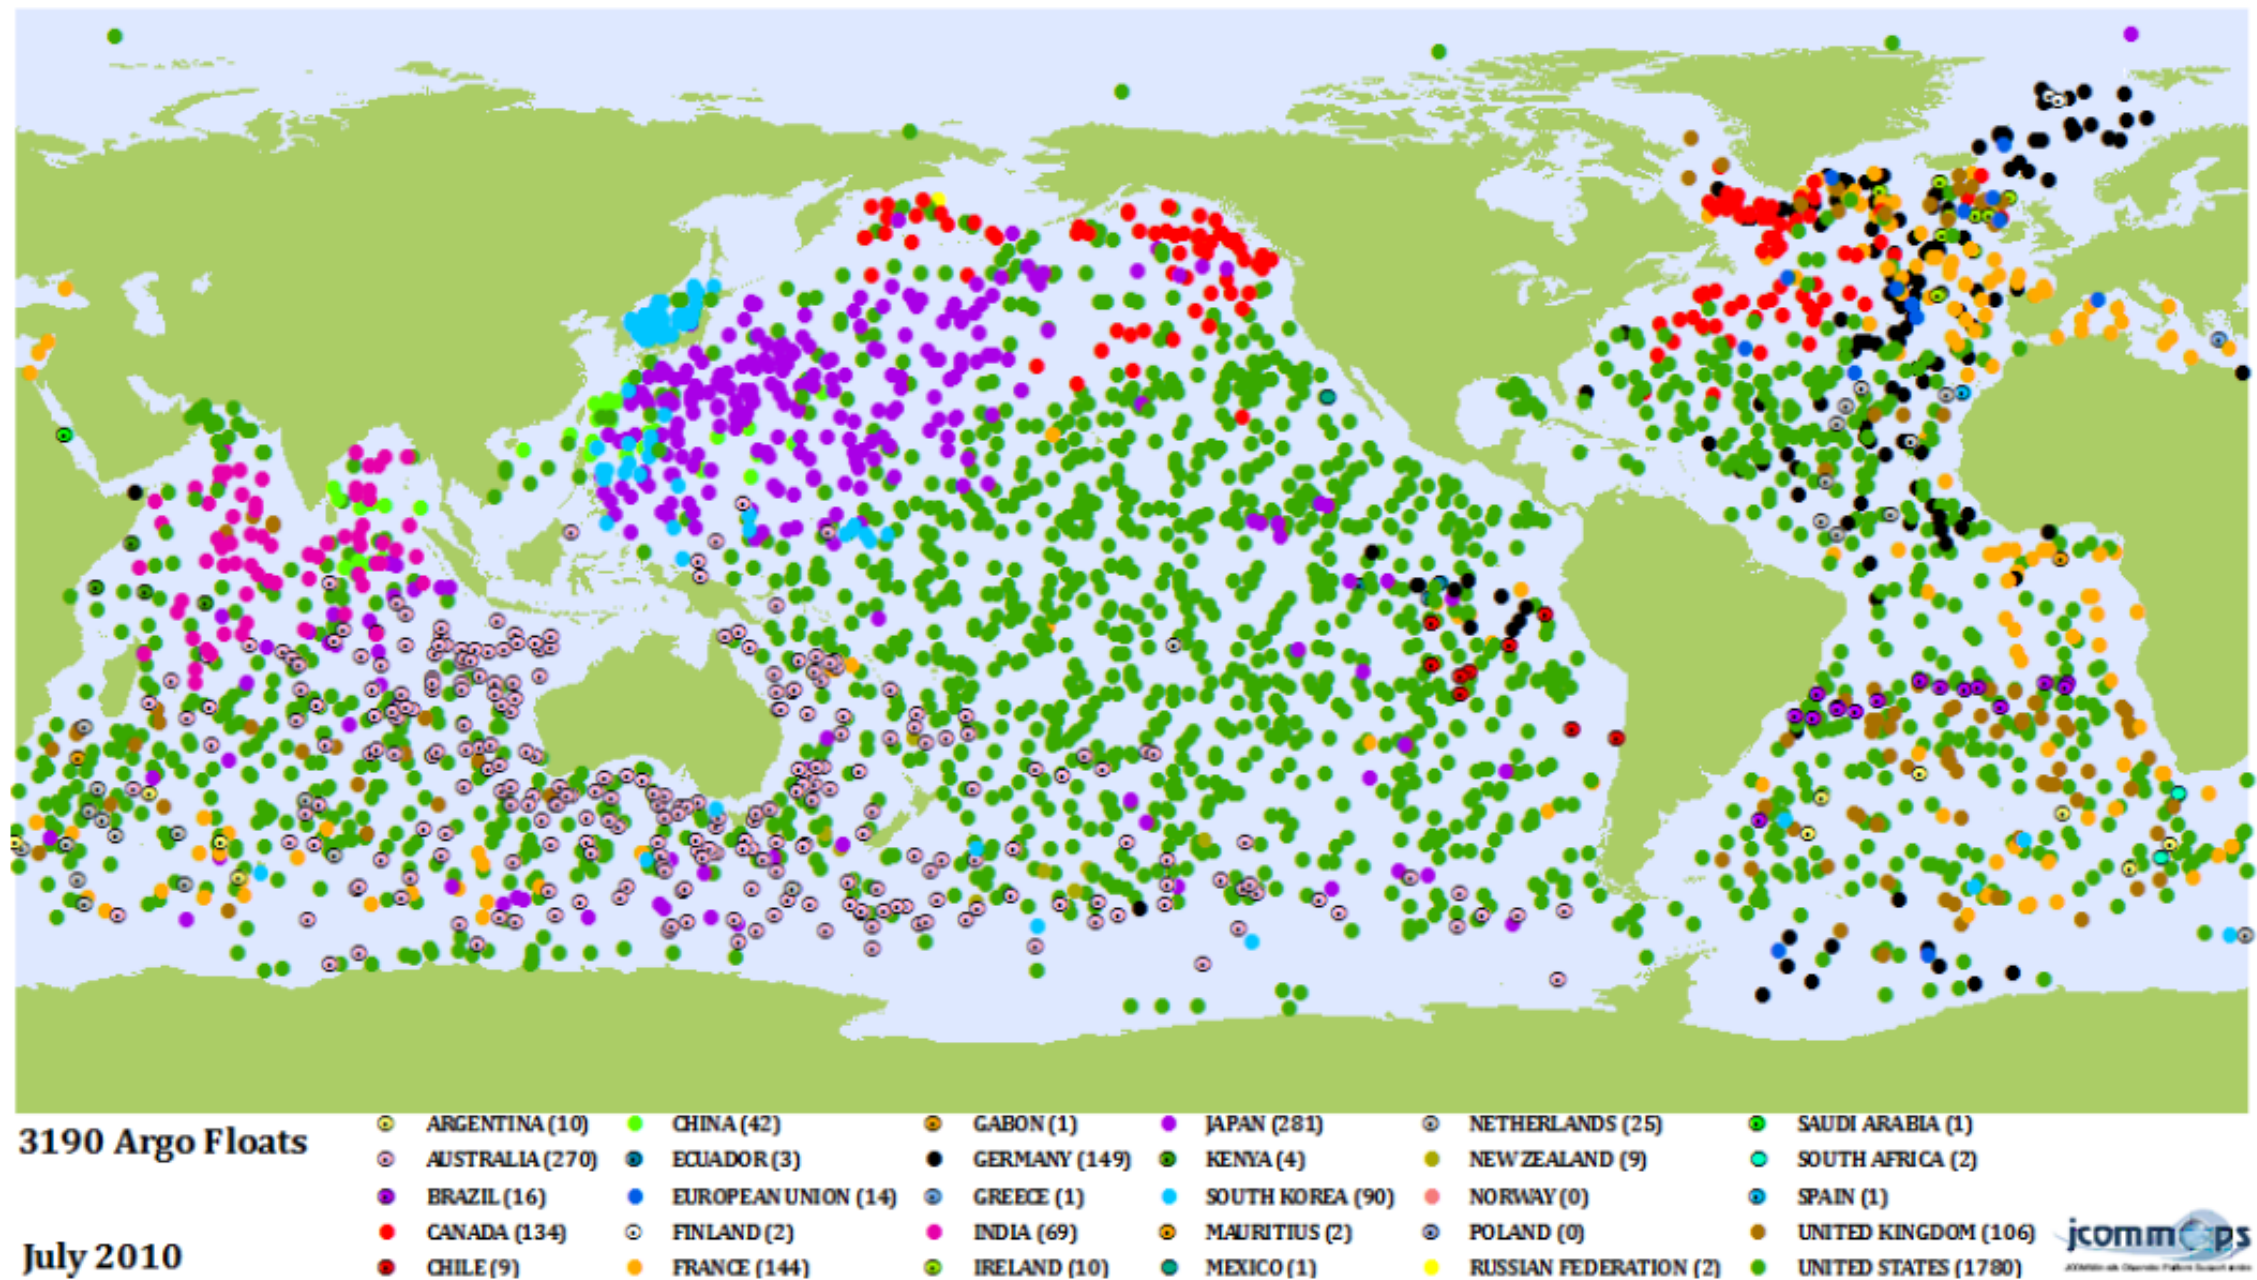 3190 Argo Floats
July 2010
ARGENTINA (10)
AUSTRALIA (270)
BRAZIL (16)
CANADA (134)
CHILE (9)
CHINA (42)
ECUADOR (3)
EUROPEAN UNION (14)
FINLAND (2)
FRANCE (144)
GABON (1)
GERMANY (149)
GREECE (1)
INDIA (69)
IRELAND (10)
JAPAN (281)
KENYA (4)
SOUTH KOREA (90)
MAURITIUS (2)
MEXICO (1)
NETHERLANDS (25)
NEW ZEALAND (9)
NORWAY (0)
POLAND (0)
RUSSIAN FEDERATION (2)
SAUDI ARABIA (1)
SOUTH AFRICA (2)
SPAIN (1)
UNITED KINGDOM (106)
UNITED STATES (1780)
jcommops